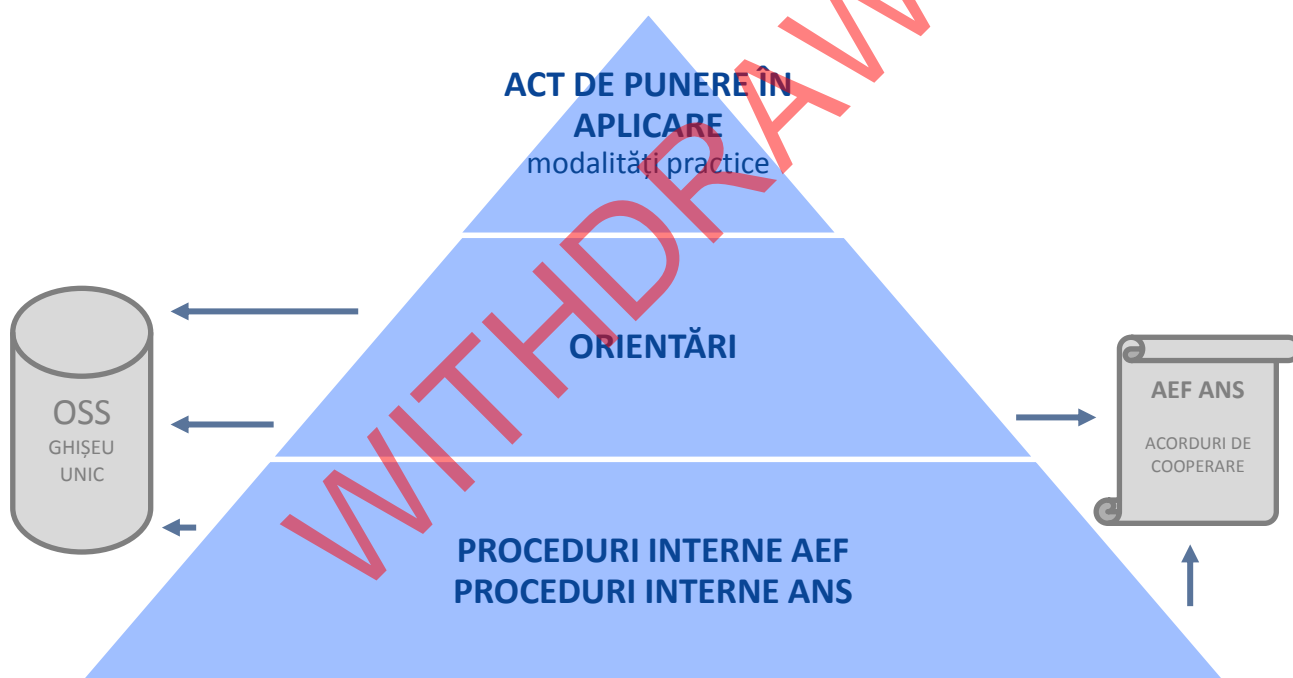 ACT DE PUNERE ÎN
APLICARE
modalități practice
ORIENTĂRI
OSS
GHIȘEU
UNIC
AEF ANS
ACORDURI DE
COOPERARE
PROCEDURI INTERNE AEF
PROCEDURI INTERNE ANS
WITHDRAW